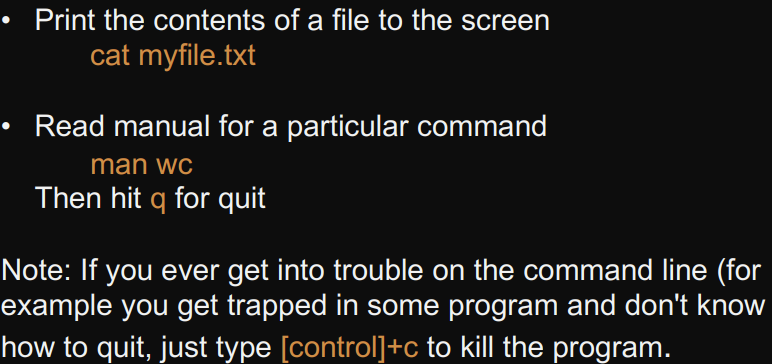 • Print the contents of a file to the screen
cat myfile.txt
• Read manual for a particular command
man wc
Then hit q for quit
Note: If you ever get into trouble on the command line (for
example you get trapped in some program and don't know
how to quit, just type [control]+c to kill the program.